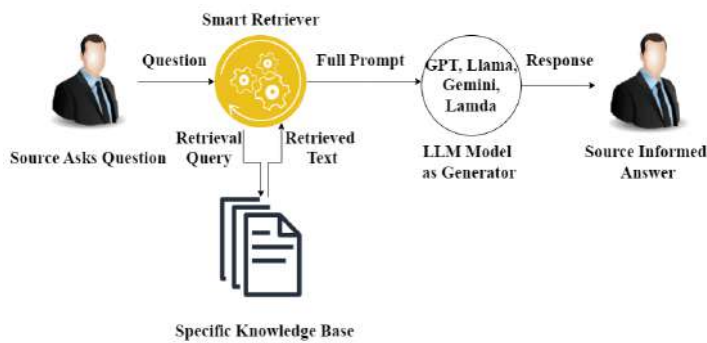 Smart Retriever
Question
Full Prompt
GPT, Llama,
Gemini,
Lamda
Response
Source Asks Question
Retrieval
Query
Retrieved
Text
LLM Model
as Generator
Source Informed
Answer
Specific Knowledge Base